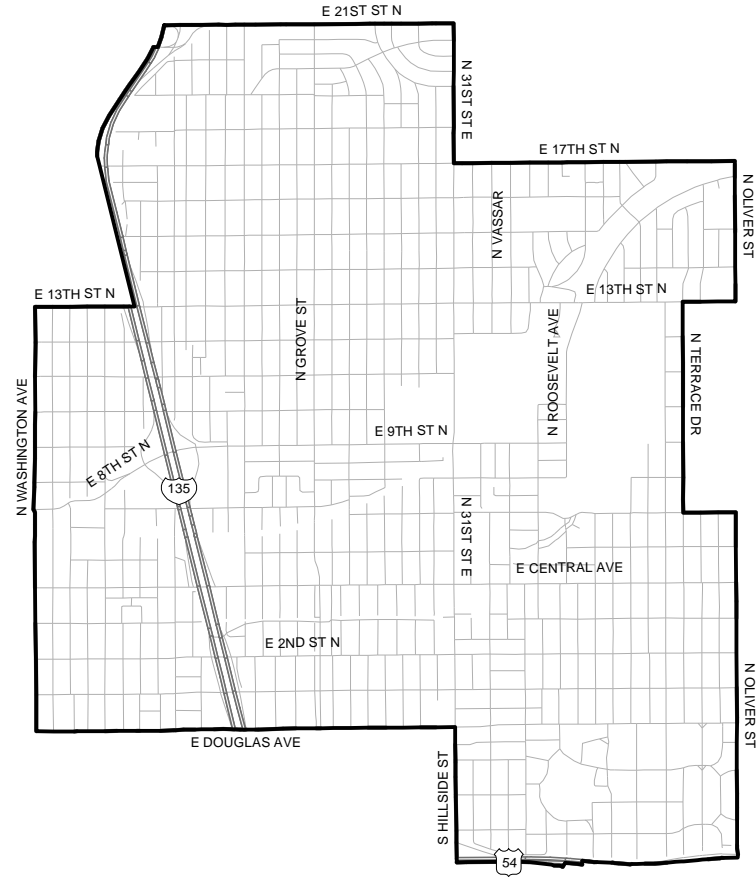 E 21ST ST N
N 31ST ST E
E 17TH ST N
N OLIVER ST
N VASSAR
E 13TH ST N
E 13TH ST N
N GROVE ST
N ROOSEVELT AVE
N TERRACE DR
N WASHINGTON AVE
E 9TH ST N
E 8TH ST N
135
N 31ST ST E
E CENTRAL AVE
E 2ND ST N
N OLIVER ST
E DOUGLAS AVE
S HILLSIDE ST
54